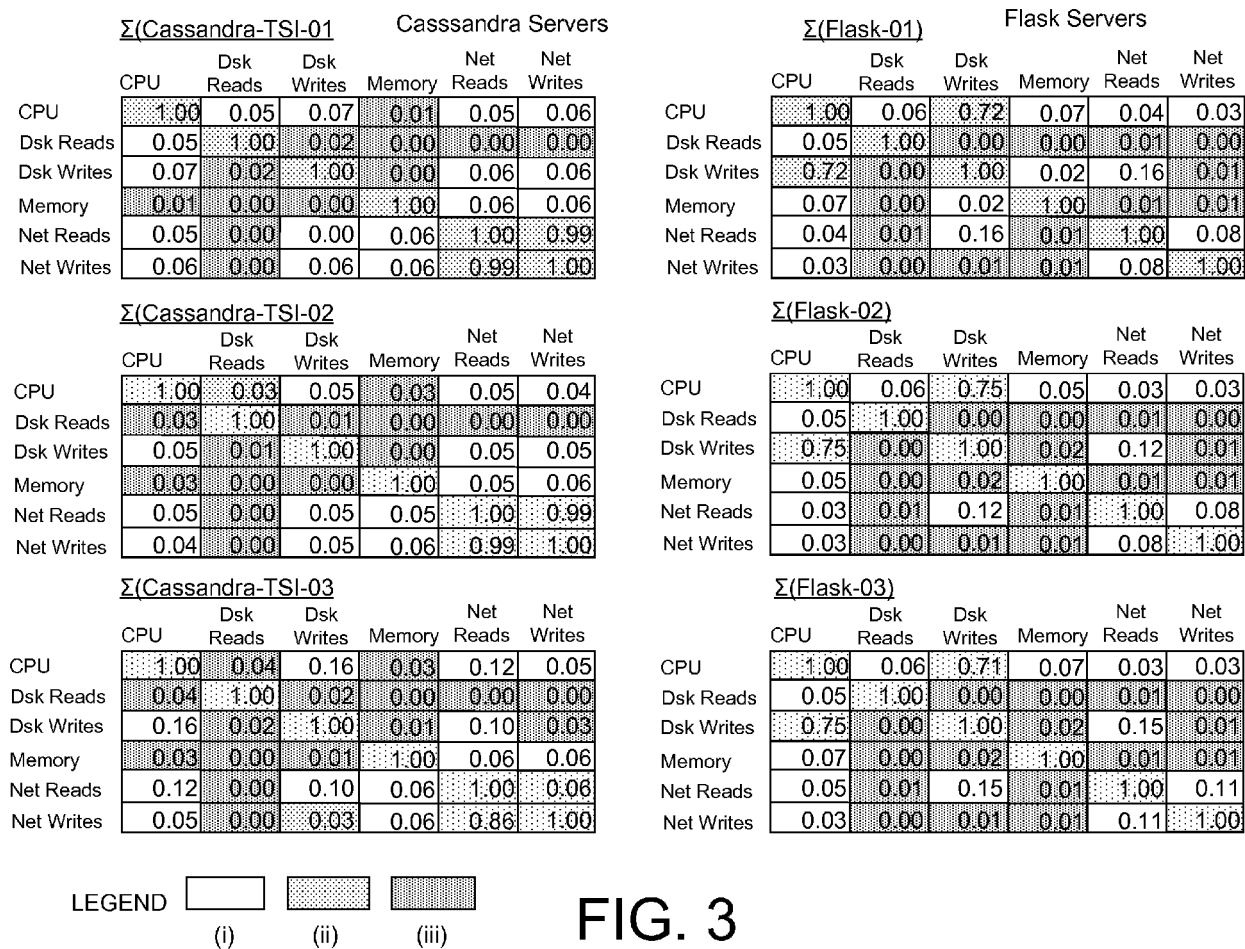 Casssandra Servers
Σ(Cassandra-TSI-01
CPU Dsk Reads Dsk Writes Memory Net Reads Net Writes
CPU 1.00 0.05 0.07 0.01 0.05 0.06
Dsk Reads 0.05 1.00 0.02 0.00 0.00 0.00
Dsk Writes 0.07 0.02 1.00 0.00 0.06 0.06
Memory 0.01 0.00 0.00 1.00 0.06 0.06
Net Reads 0.05 0.00 0.00 0.06 1.00 0.99
Net Writes 0.06 0.00 0.06 0.06 0.99 1.00
Σ(Cassandra-TSI-02
CPU Dsk Reads Dsk Writes Memory Net Reads Net Writes
CPU 1.00 0.03 0.05 0.03 0.05 0.04
Dsk Reads 0.03 1.00 0.01 0.00 0.00 0.00
Dsk Writes 0.05 0.01 1.00 0.00 0.05 0.05
Memory 0.03 0.00 0.00 1.00 0.05 0.06
Net Reads 0.05 0.00 0.05 0.05 1.00 0.99
Net Writes 0.04 0.00 0.05 0.06 0.99 1.00
Σ(Cassandra-TSI-03
CPU Dsk Reads Dsk Writes Memory Net Reads Net Writes
CPU 1.00 0.04 0.16 0.03 0.12 0.05
Dsk Reads 0.04 1.00 0.02 0.00 0.00 0.00
Dsk Writes 0.16 0.02 1.00 0.01 0.10 0.03
Memory 0.03 0.00 0.01 1.00 0.06 0.06
Net Reads 0.12 0.00 0.10 0.06 1.00 0.06
Net Writes 0.05 0.00 0.03 0.06 0.86 1.00
Flask Servers
Σ(Flask-01)
CPU Dsk Reads Dsk Writes Memory Net Reads Net Writes
CPU 1.00 0.06 0.72 0.07 0.04 0.03
Dsk Reads 0.05 1.00 0.00 0.00 0.01 0.00
Dsk Writes 0.72 0.00 1.00 0.02 0.16 0.01
Memory 0.07 0.00 0.02 1.00 0.01 0.01
Net Reads 0.04 0.01 0.16 0.01 1.00 0.08
Net Writes 0.03 0.00 0.01 0.01 0.08 1.00
Σ(Flask-02)
CPU Dsk Reads Dsk Writes Memory Net Reads Net Writes
CPU 1.00 0.06 0.75 0.05 0.03 0.03
Dsk Reads 0.05 1.00 0.00 0.00 0.01 0.00
Dsk Writes 0.75 0.00 1.00 0.02 0.12 0.01
Memory 0.05 0.00 0.02 1.00 0.01 0.01
Net Reads 0.03 0.01 0.12 0.01 1.00 0.08
Net Writes 0.03 0.00 0.01 0.01 0.08 1.00
Σ(Flask-03)
CPU Dsk Reads Dsk Writes Memory Net Reads Net Writes
CPU 1.00 0.06 0.71 0.07 0.03 0.03
Dsk Reads 0.05 1.00 0.00 0.00 0.01 0.00
Dsk Writes 0.75 0.00 1.00 0.02 0.15 0.01
Memory 0.07 0.00 0.02 1.00 0.01 0.01
Net Reads 0.05 0.01 0.15 0.01 1.00 0.11
Net Writes 0.03 0.00 0.01 0.01 0.11 1.00
LEGEND
(i) (ii) (iii)
FIG. 3